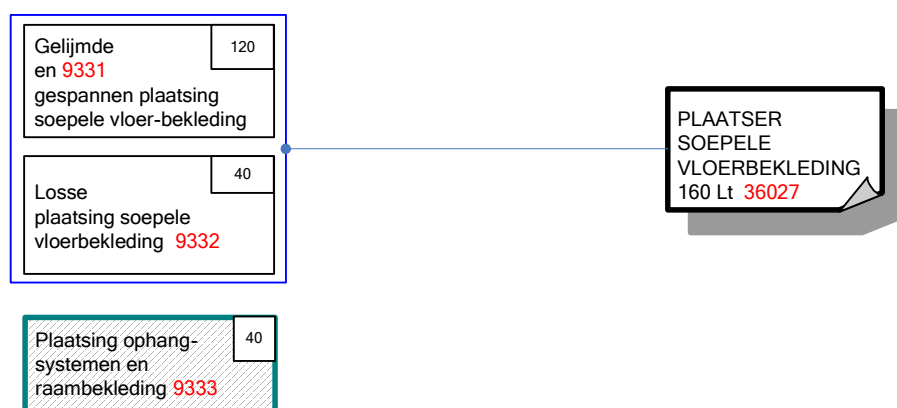 Gelijmde
en 9331
gespannen plaatsing
soepele vloer-bekleding
120
Losse
plaatsing soepele
vloerbekleding 9332
40
Plaatsing ophang-
systemen en
raambekleding 9333
40
PLAATSER
SOEPELE
VLOERBEKLEDING
160 Lt 36027